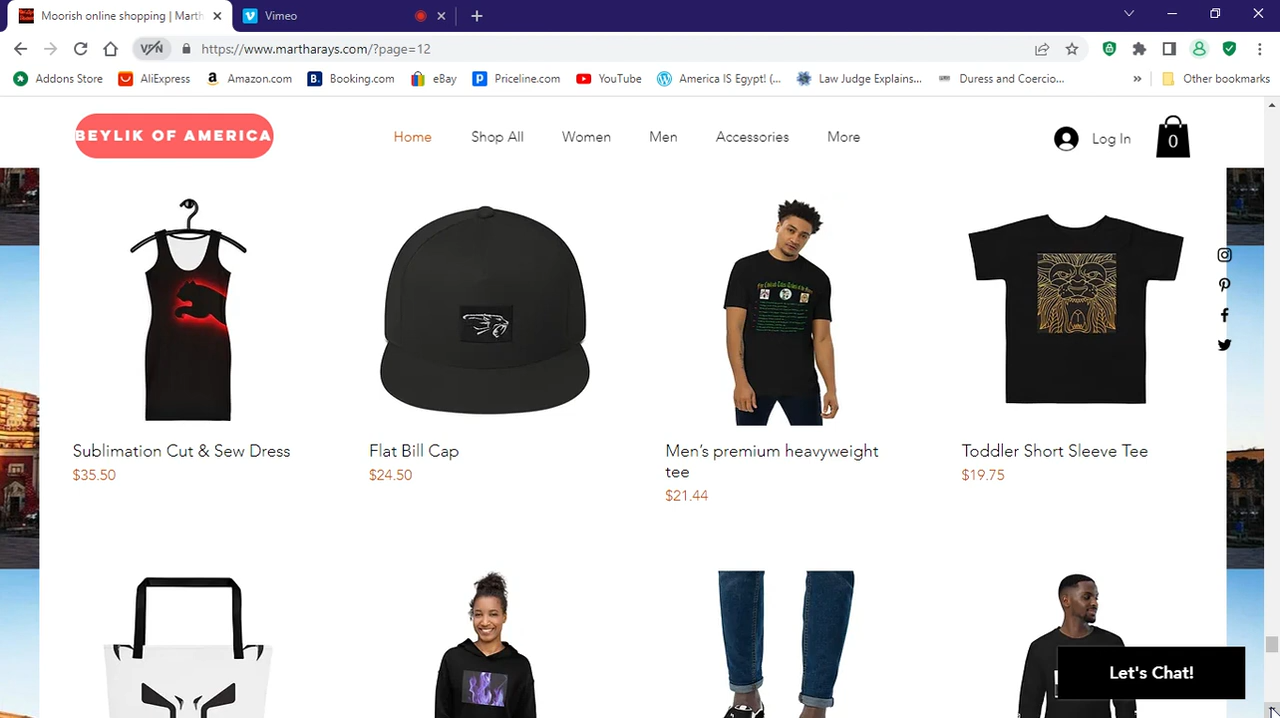 Moorish online shopping | Marth
Vimeo
VPN
https://www.martharays.com/?page=12
Addons Store
AliExpress
Amazon.com
Booking.com
eBay
Priceline.com
YouTube
America IS Egypt! (...
Law Judge Explains...
Duress and Coercio...
»
Other bookmarks
BEYLIK OF AMERICA
Home
Shop All
Women
Men
Accessories
More
Log In
0
Sublimation Cut & Sew Dress
$35.50
Flat Bill Cap
$24.50
Men's premium heavyweight
tee
$21.44
Toddler Short Sleeve Tee
$19.75
Let's Chat!